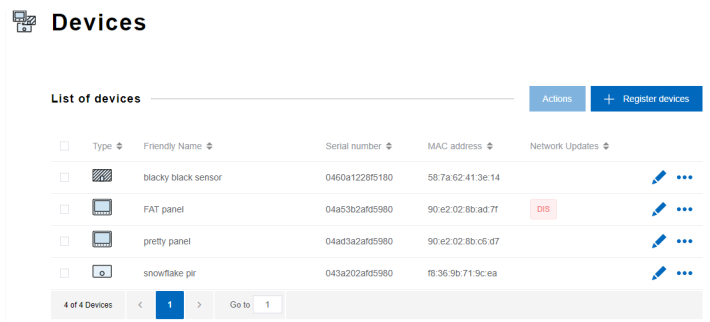 Devices
List of devices
Actions
+ Register devices
Type Friendly Name Serial number MAC address Network Updates
blacky black sensor 0460a1228f5180 58:7a:62:41:3e:14
FAT panel 04a53b2afd5980 90:e2:02:8b:ad:7f DIS
pretty panel 04ad3a2afd5980 90:e2:02:8b:c6:d7
snowflake pir 043a202afd5980 f8:36:9b:71:9c:ea
4 of 4 Devices < 1 > Go to 1